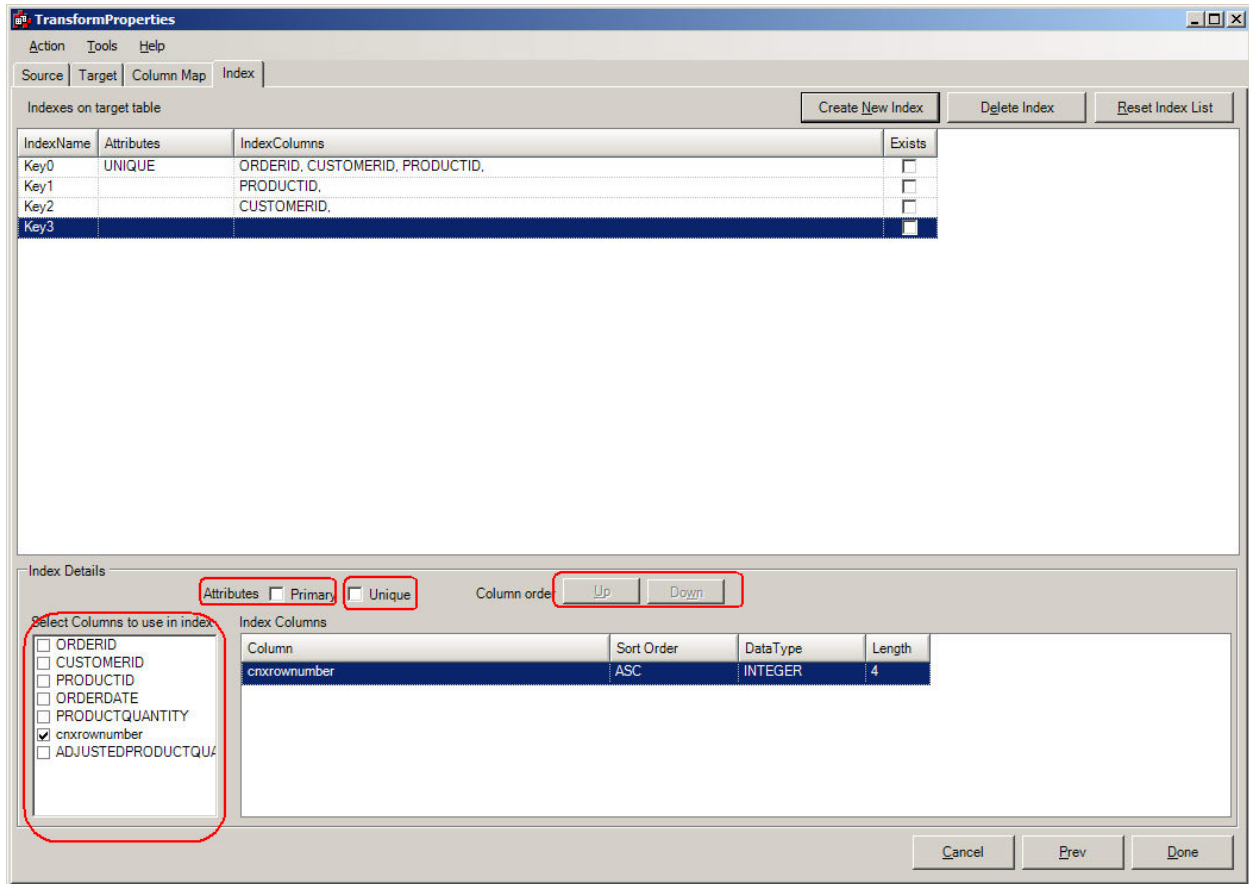 TransformProperties
Action Tools Help
Source Target Column Map Index
Indexes on target table Create New Index Delete Index Reset Index List
IndexName Attributes IndexColumns Exists
Key0 UNIQUE ORDERID, CUSTOMERID, PRODUCTID,
Key1 PRODUCTID,
Key2 CUSTOMERID,
Key3
Index Details
Attributes Primary Unique Column order Up Down
Select Columns to use in index Index Columns
ORDERID
CUSTOMERID
PRODUCTID
ORDERDATE
PRODUCTQUANTITY
cnxrownumber
ADJUSTEDPRODUCTQUA
Column Sort Order DataType Length
cnxrownumber ASC INTEGER 4
Cancel Prev Done